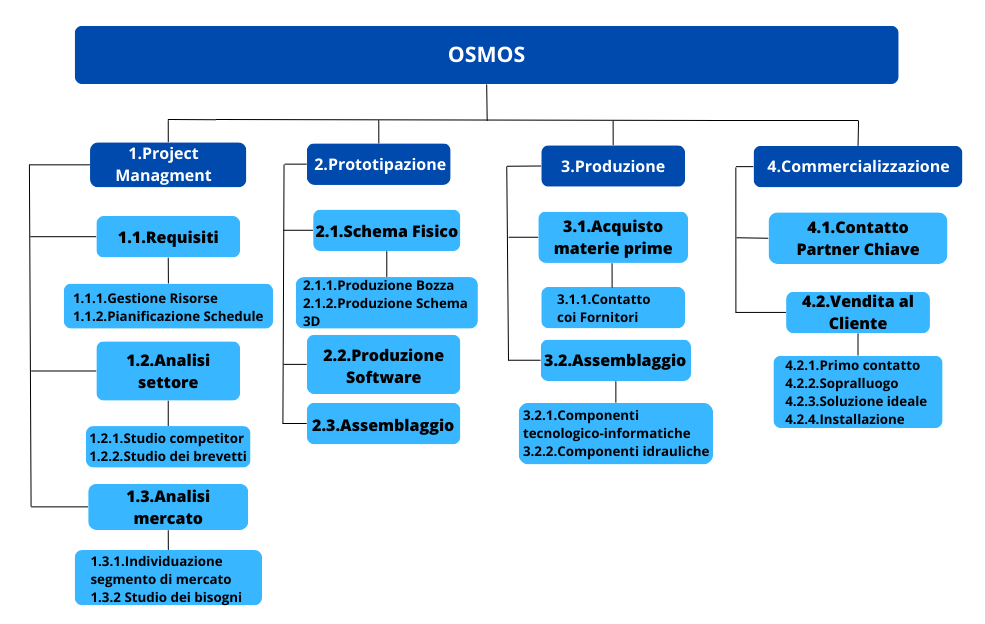 OSMOS
1.Project
Managment
1.1.Requisiti
1.1.1.Gestione Risorse
1.1.2.Pianificazione Schedule
1.2.Analisi
settore
1.2.1.Studio competitor
1.2.2.Studio dei brevetti
1.3.Analisi
mercato
1.3.1.Individuazione
segmento di mercato
1.3.2 Studio dei bisogni
2.Prototipazione
2.1.Schema Fisico
2.1.1.Produzione Bozza
2.1.2.Produzione Schema
3D
2.2.Produzione
Software
2.3.Assemblaggio
3.Produzione
3.1.Acquisto
materie prime
3.1.1.Contatto
coi Fornitori
3.2.Assemblaggio
3.2.1.Componenti
tecnologico-informatiche
3.2.2.Componenti idrauliche
4.Commercializzazione
4.1.Contatto
Partner Chiave
4.2.Vendita al
Cliente
4.2.1.Primo contatto
4.2.2.Sopralluogo
4.2.3.Soluzione ideale
4.2.4.Installazione